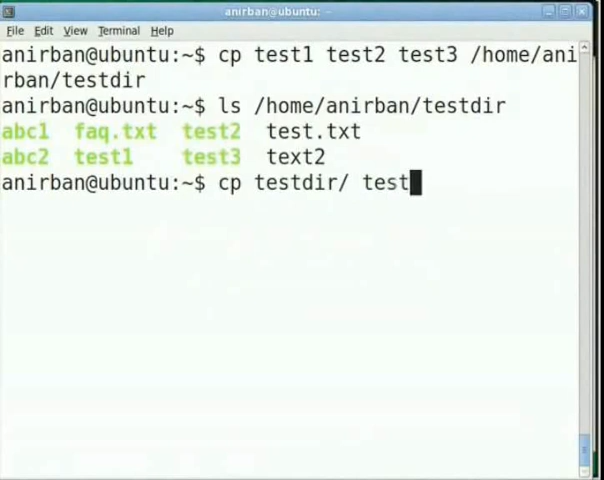 anirban@ubuntu: ~
File Edit View Terminal Help
anirban@ubuntu:~$ cp test1 test2 test3 /home/ani
rban/testdir
anirban@ubuntu:~$ ls /home/anirban/testdir
abc1 faq.txt test2 test.txt
abc2 test1 test3 text2
anirban@ubuntu:~$ cp testdir/ test